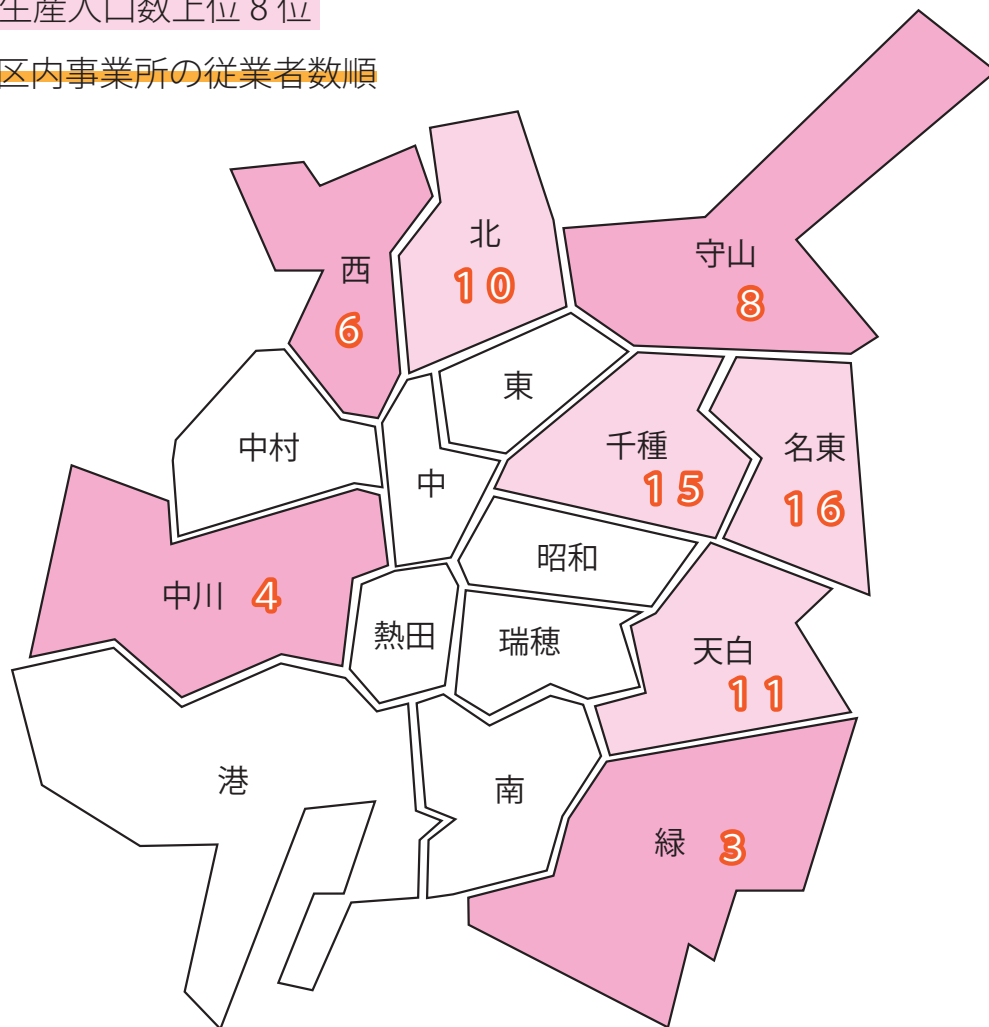 生産人口数上位8位
区内事業所の従業者数順
北
10
守山
8
西
6
東
中村
千種
15
名東
16
中
昭和
中川 4
熱田
瑞穂
天白
11
港
南
緑 3